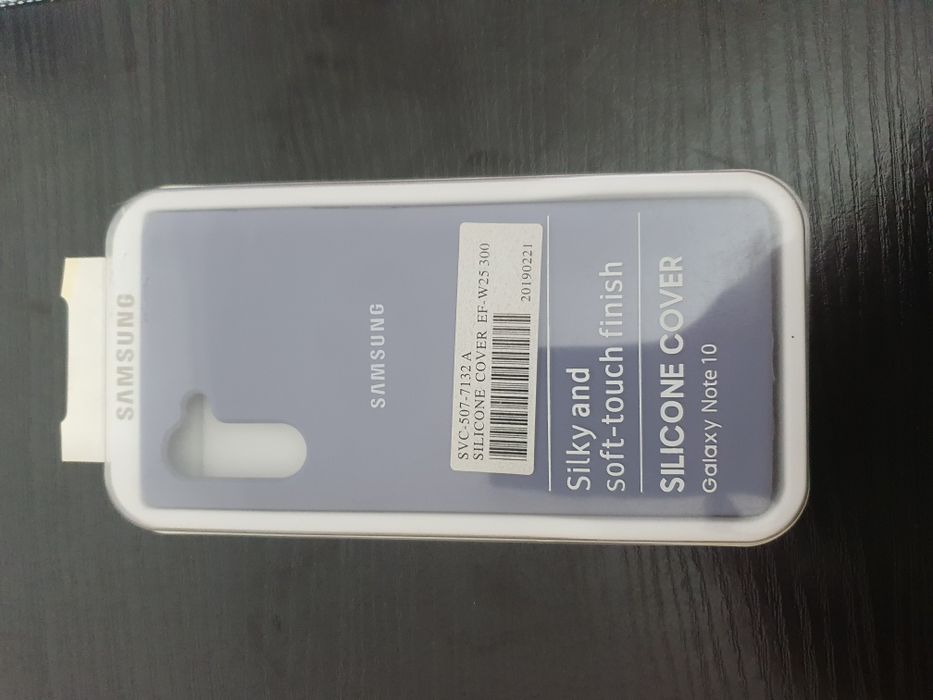 SAMSUNG
SAMSUNG
SVC-507-7132 A
SILICONE COVER EF-W25 300
20190221
Silky and
soft-touch finish
SILICONE COVER
Galaxy Note 10